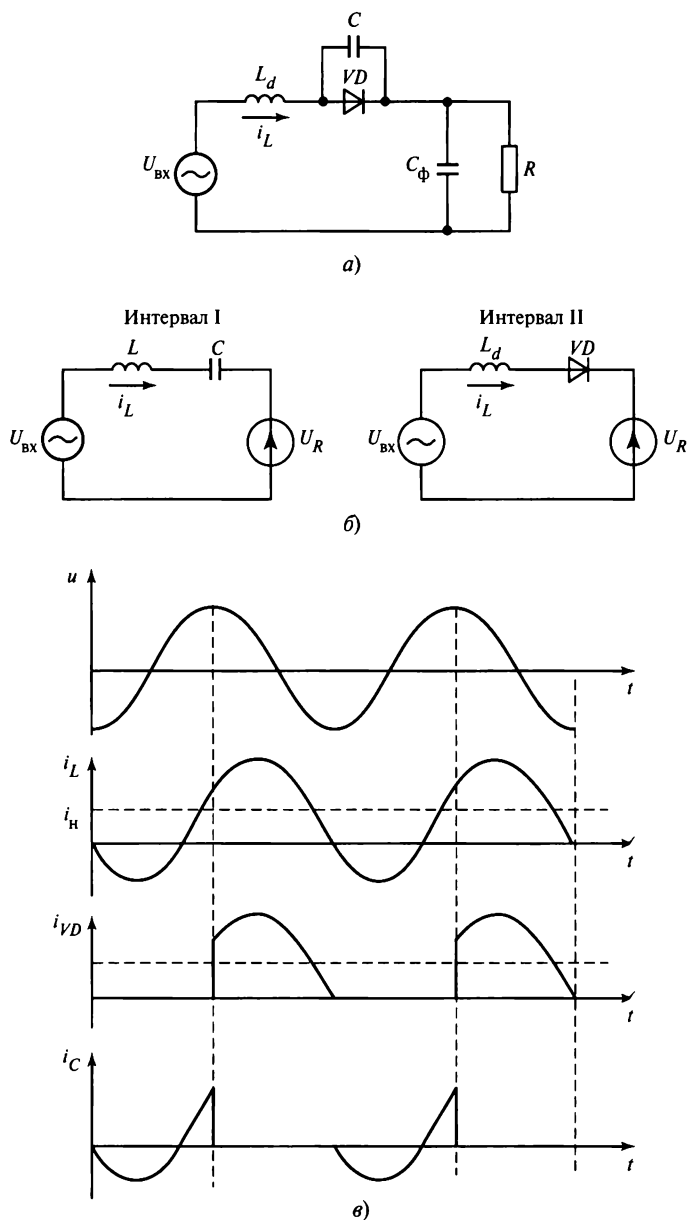 C
L_d
VD
i_L
U_вх
C_ф
R
а)
Интервал I
Интервал II
L
C
L_d
VD
i_L
i_L
U_вх
U_R
U_вх
U_R
б)
u
t
i_L
i_н
t
i_VD
t
i_C
t
в)